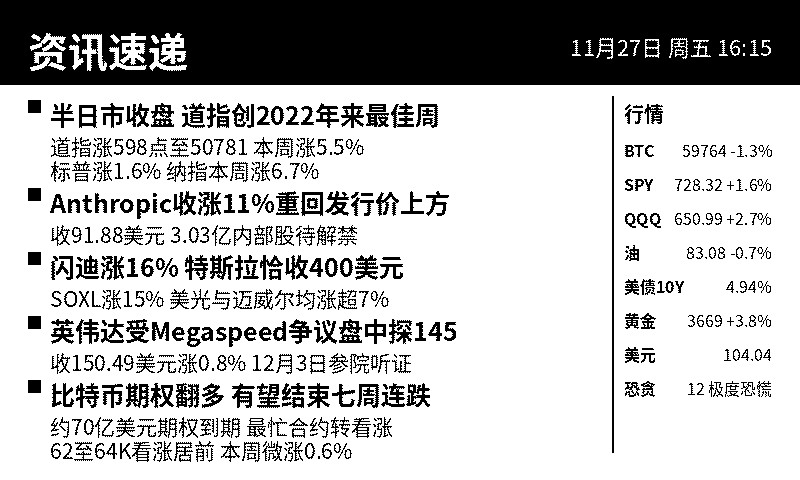 资讯速递
11月27日 周五 16:15
半日市收盘 道指创2022年来最佳周
道指涨598点至50781 本周涨5.5%
标普涨1.6% 纳指本周涨6.7%
Anthropic收涨11%重回发行价上方
收91.88美元 3.03亿内部股待解禁
闪迪涨16% 特斯拉恰收400美元
SOXL涨15% 美光与迈威尔均涨超7%
英伟达受Megaspeed争议盘中探145
收150.49美元涨0.8% 12月3日参院听证
比特币期权翻多 有望结束七周连跌
约70亿美元期权到期 最忙合约转看涨
62至64K看涨居前 本周微涨0.6%
行情
BTC 59764 -1.3%
SPY 728.32 +1.6%
QQQ 650.99 +2.7%
油 83.08 -0.7%
美债10Y 4.94%
黄金 3669 +3.8%
美元 104.04
恐贪 12 极度恐慌